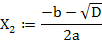 X₂ ≔ (−b − √D) / 2a